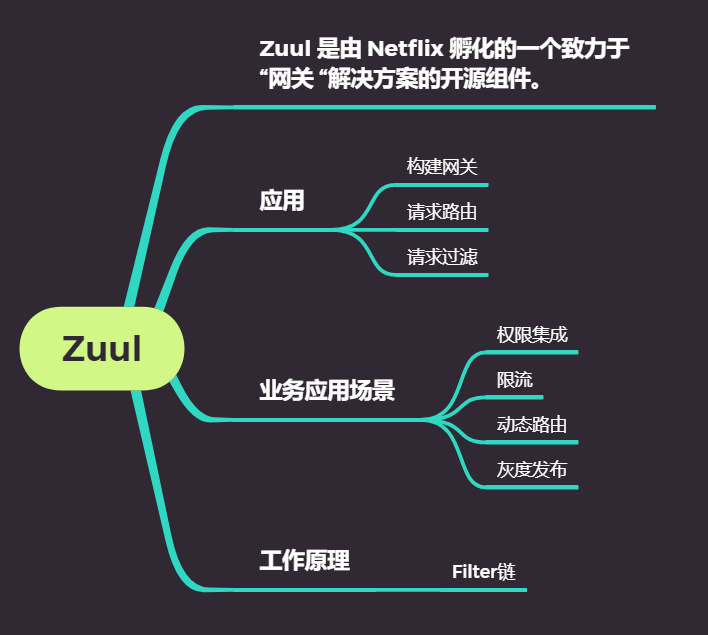 Zuul 是由 Netflix 孵化的一个致力于
“网关 “解决方案的开源组件。
应用
构建网关
请求路由
请求过滤
Zuul
业务应用场景
权限集成
限流
动态路由
灰度发布
工作原理
Filter链